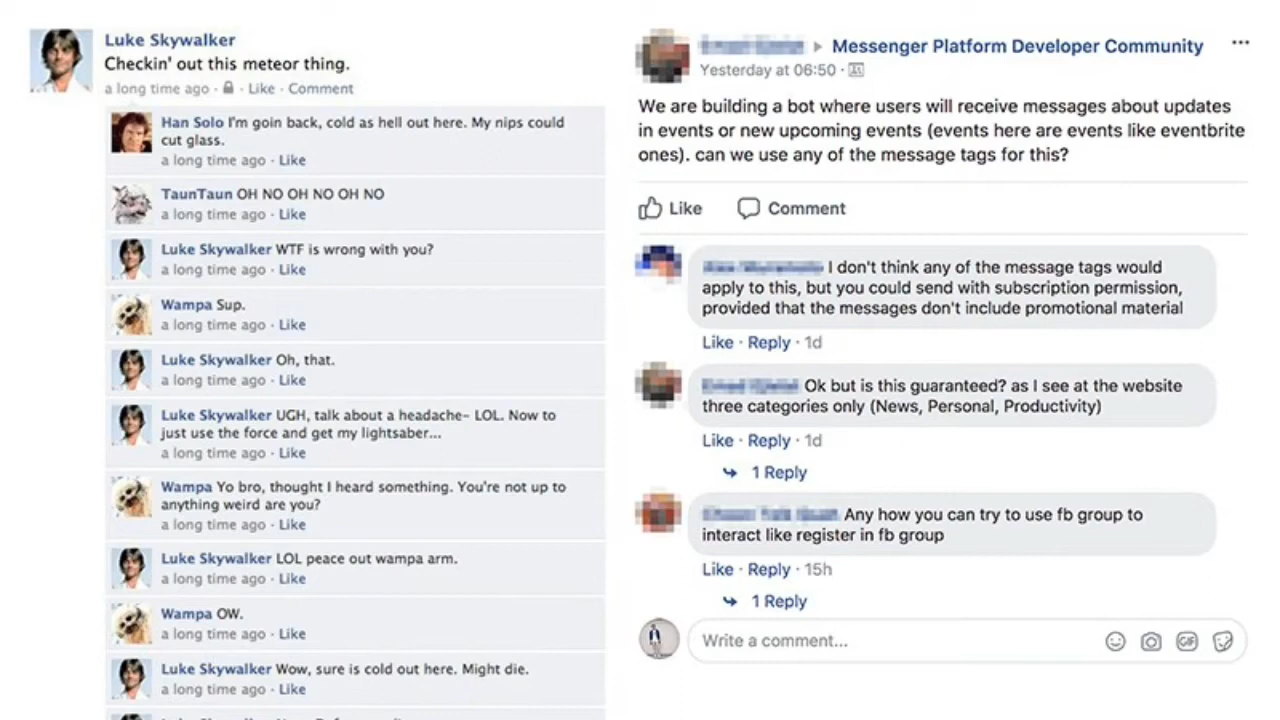 Luke Skywalker
Checkin' out this meteor thing.
a long time ago · Like · Comment
Han Solo I'm goin back, cold as hell out here. My nips could
cut glass.
a long time ago · Like
TaunTaun OH NO OH NO OH NO
a long time ago · Like
Luke Skywalker WTF is wrong with you?
a long time ago · Like
Wampa Sup.
a long time ago · Like
Luke Skywalker Oh, that.
a long time ago · Like
Luke Skywalker UGH, talk about a headache– LOL. Now to
just use the force and get my lightsaber...
a long time ago · Like
Wampa Yo bro, thought I heard something. You're not up to
anything weird are you?
a long time ago · Like
Luke Skywalker LOL peace out wampa arm.
a long time ago · Like
Wampa OW.
a long time ago · Like
Luke Skywalker Wow, sure is cold out here. Might die.
a long time ago · Like
Messenger Platform Developer Community
Yesterday at 06:50 ·
We are building a bot where users will receive messages about updates
in events or new upcoming events (events here are events like eventbrite
ones). can we use any of the message tags for this?
Like Comment
I don't think any of the message tags would
apply to this, but you could send with subscription permission,
provided that the messages don't include promotional material
Like · Reply · 1d
Ok but is this guaranteed? as I see at the website
three categories only (News, Personal, Productivity)
Like · Reply · 1d
1 Reply
Any how you can try to use fb group to
interact like register in fb group
Like · Reply · 15h
1 Reply
Write a comment...
GIF